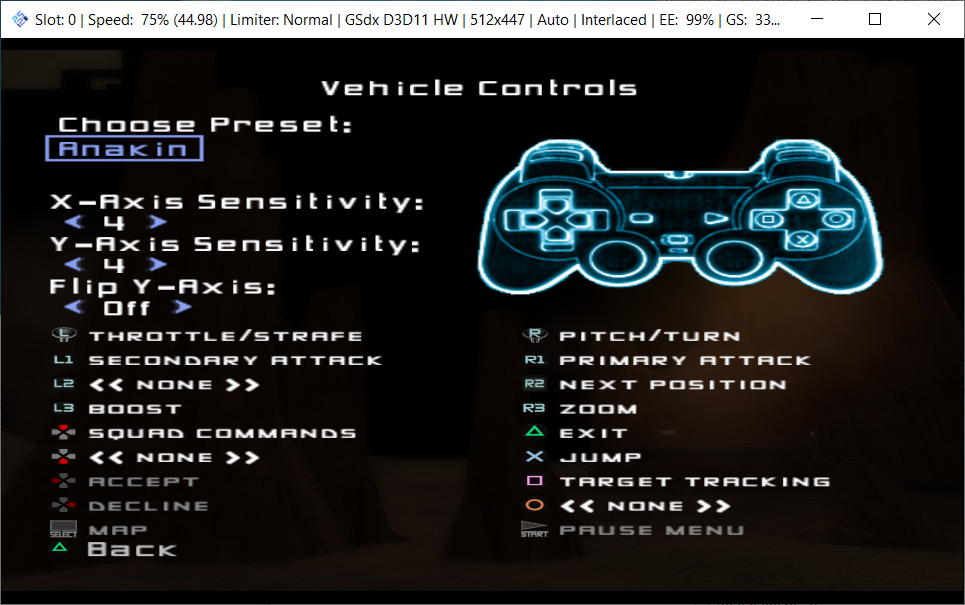 Slot: 0 | Speed: 75% (44.98) | Limiter: Normal | GSdx D3D11 HW | 512x447 | Auto | Interlaced | EE: 99% | GS: 33...
Vehicle Controls
Choose Preset:
Anakin
X-Axis Sensitivity:
< 4 >
Y-Axis Sensitivity:
< 4 >
Flip Y-Axis:
< Off >
L THROTTLE/STRAFE
R PITCH/TURN
L1 SECONDARY ATTACK
R1 PRIMARY ATTACK
L2 << NONE >>
R2 NEXT POSITION
L3 BOOST
R3 ZOOM
SQUAD COMMANDS
EXIT
<< NONE >>
JUMP
ACCEPT
TARGET TRACKING
DECLINE
<< NONE >>
SELECT MAP
START PAUSE MENU
Back